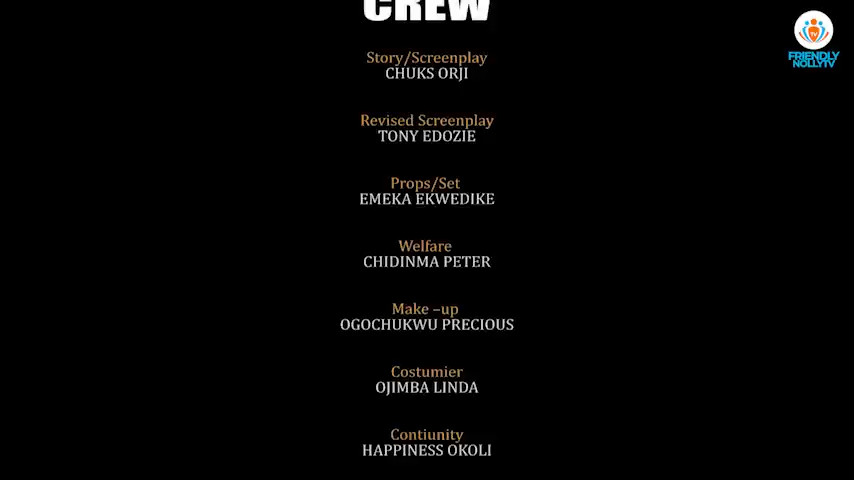 CREW
Story/Screenplay
CHUKS ORJI
Revised Screenplay
TONY EDOZIE
Props/Set
EMEKA EKWEDIKE
Welfare
CHIDINMA PETER
Make –up
OGOCHUKWU PRECIOUS
Costumier
OJIMBA LINDA
Contiunity
HAPPINESS OKOLI
TV
FRIENDLY
NOLLYTV